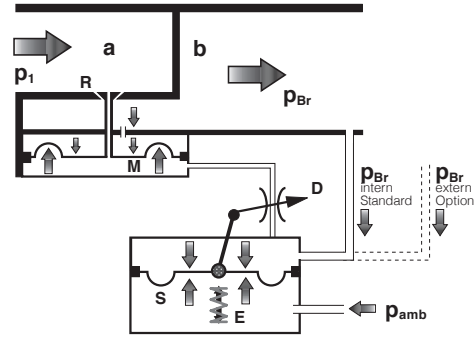 a
b
p1
R
pBr
M
D
pBr
intern
Standard
pBr
extern
Option
S
E
pamb